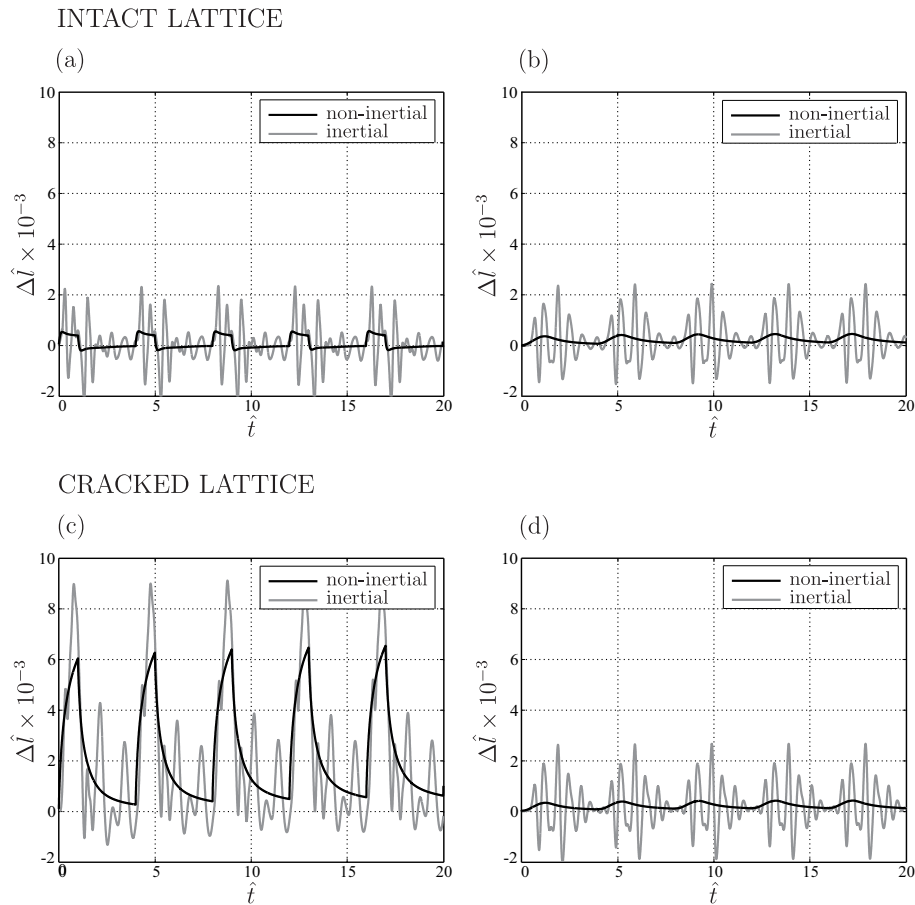 INTACT LATTICE
(a)
10
8
6
4
2
0
-2
0 5 10 15 20
Δl̂ × 10⁻³
t̂
non-inertial
inertial
(b)
10
8
6
4
2
0
-2
0 5 10 15 20
Δl̂ × 10⁻³
t̂
non-inertial
inertial
CRACKED LATTICE
(c)
10
8
6
4
2
0
-2
0 5 10 15 20
Δl̂ × 10⁻³
t̂
non-inertial
inertial
(d)
10
8
6
4
2
0
-2
0 5 10 15 20
Δl̂ × 10⁻³
t̂
non-inertial
inertial